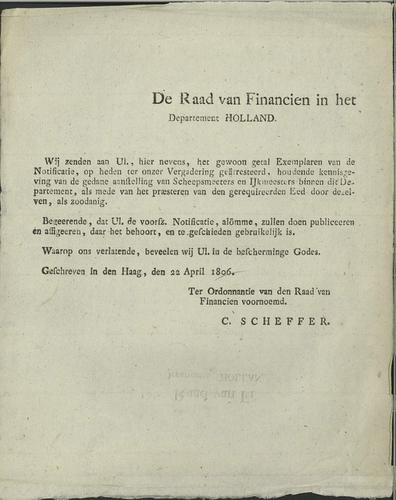 De Raad van Financien in het
Departement HOLLAND.
Wij zenden aan Ul., hier nevens, het gewoon getal Exemplaren van de
Notificatie, op heden ter onzer Vergadering geärresteerd, houdende kennisge-
ving van de gedane aanstelling van Scheepsmeeters en IJkmeesters binnen dit De-
partement, als mede van het præsteren van den gerequireerden Eed door dezel-
ven, als zoodanig.
Begeerende, dat Ul. de voorsz. Notificatie, alömme, zullen doen publiceeren
en affigeeren, daar het behoort, en te geschieden gebruikelijk is.
Waarop ons verlatende, beveelen wij Ul. in de bescherminge Godes.
Geschreven in den Haag, den 22 April 1806.
Ter Ordonnantie van den Raad van
Financien voornoemd.
C. SCHEFFER.